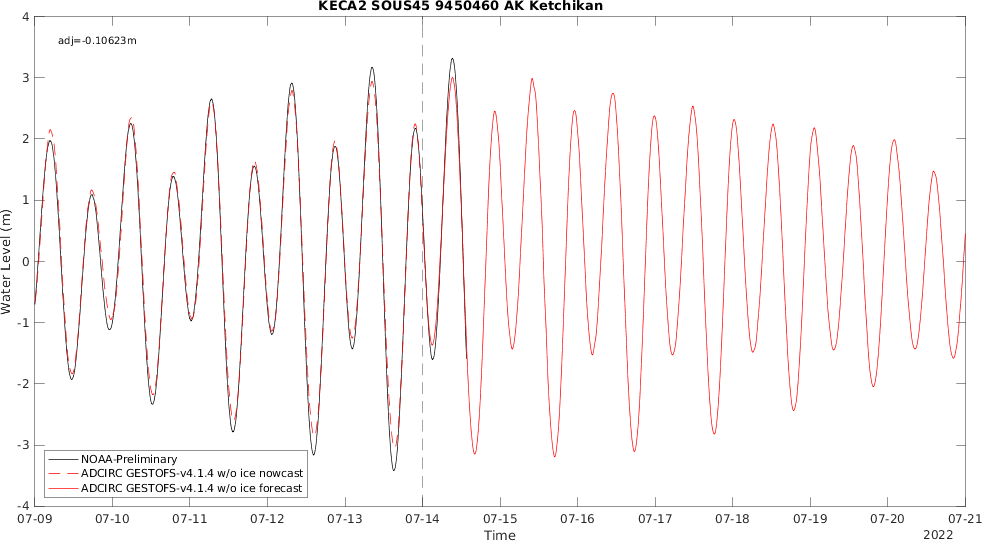 KECA2 SOUS45 9450460 AK Ketchikan
adj=-0.10623m
4
3
2
1
0
-1
-2
-3
-4
Water Level (m)
NOAA-Preliminary
ADCIRC GESTOFS-v4.1.4 w/o ice nowcast
ADCIRC GESTOFS-v4.1.4 w/o ice forecast
07-09 07-10 07-11 07-12 07-13 07-14 07-15 07-16 07-17 07-18 07-19 07-20 07-21
Time
2022